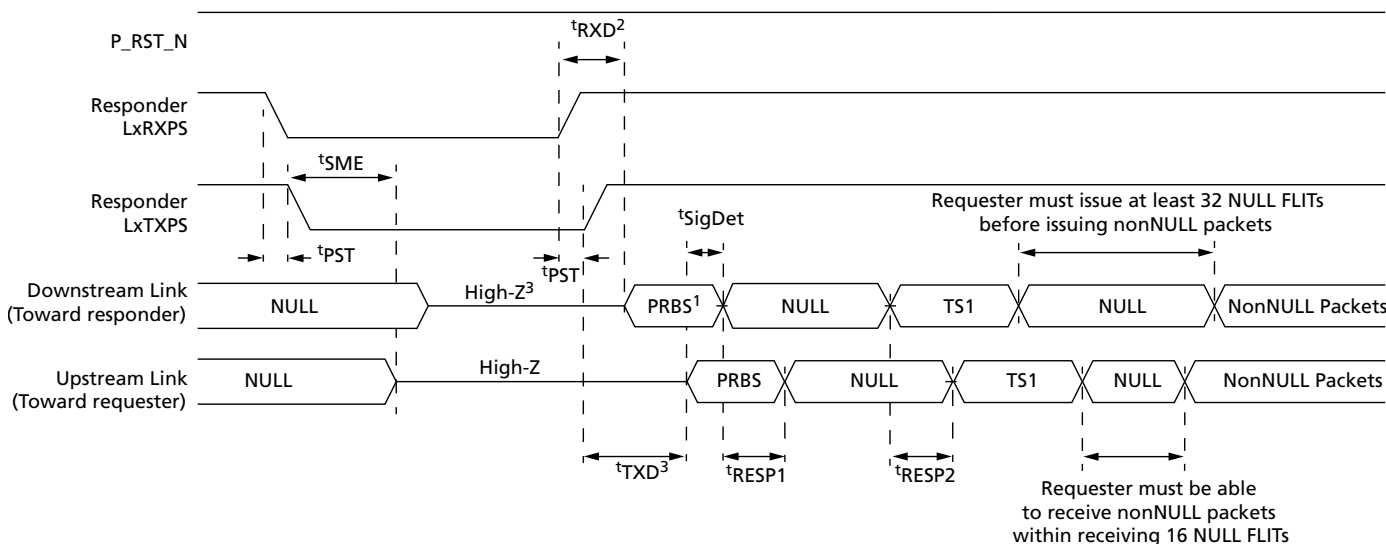 tRXD2
P_RST_N
Responder
LxRXPS
tSME
Responder
LxTXPS
tSigDet
Requester must issue at least 32 NULL FLITs
before issuing nonNULL packets
tPST
tPST
Downstream Link
(Toward responder)
NULL
High-Z3
PRBS1
NULL
TS1
NULL
NonNULL Packets
Upstream Link
(Toward requester)
NULL
High-Z
PRBS
NULL
TS1
NULL
NonNULL Packets
tTXD3
tRESP1
tRESP2
Requester must be able
to receive nonNULL packets
within receiving 16 NULL FLITs